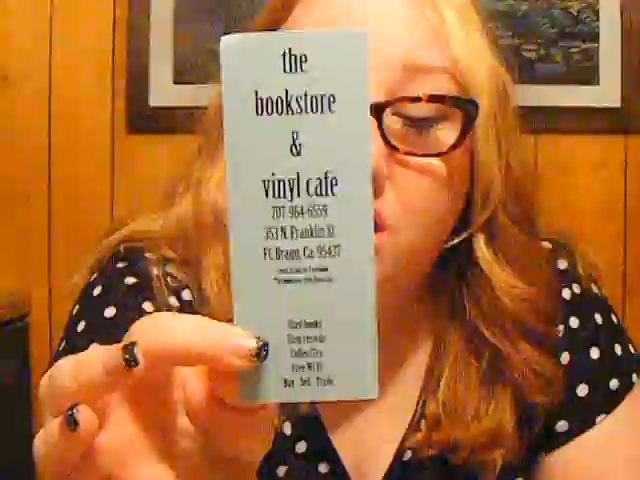 the
bookstore
&
vinyl cafe
707 964-6559
353 N. Franklin St.
Ft. Bragg, Ca. 95437
Used books
Used records
Coffee/Tea
Free Wi Fi
Buy Sell Trade